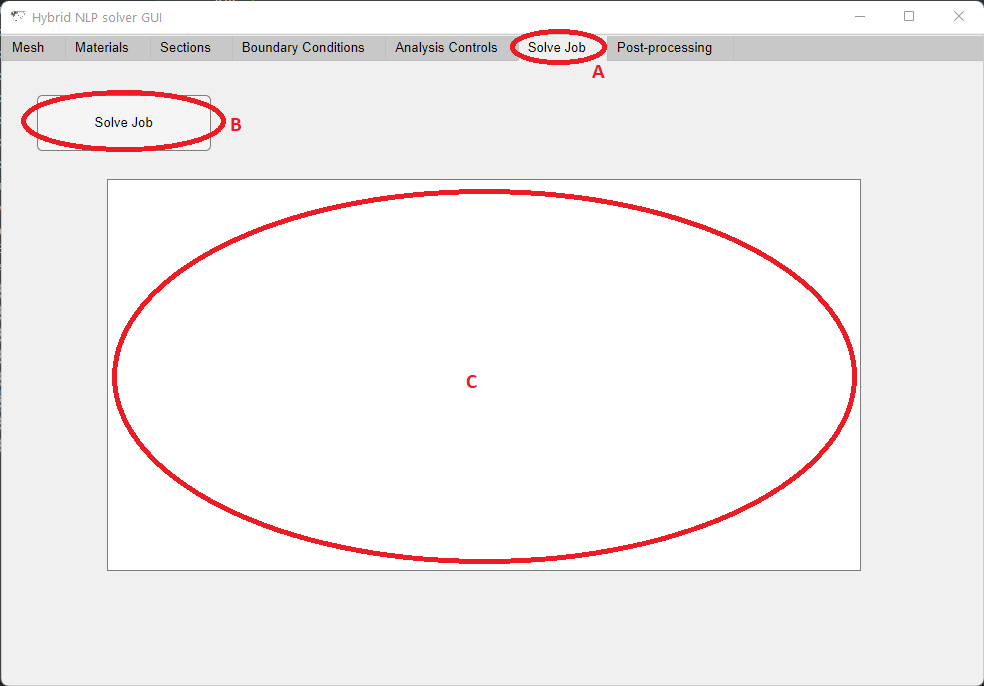 Hybrid NLP solver GUI
Mesh Materials Sections Boundary Conditions Analysis Controls Solve Job Post-processing
A
Solve Job B
C